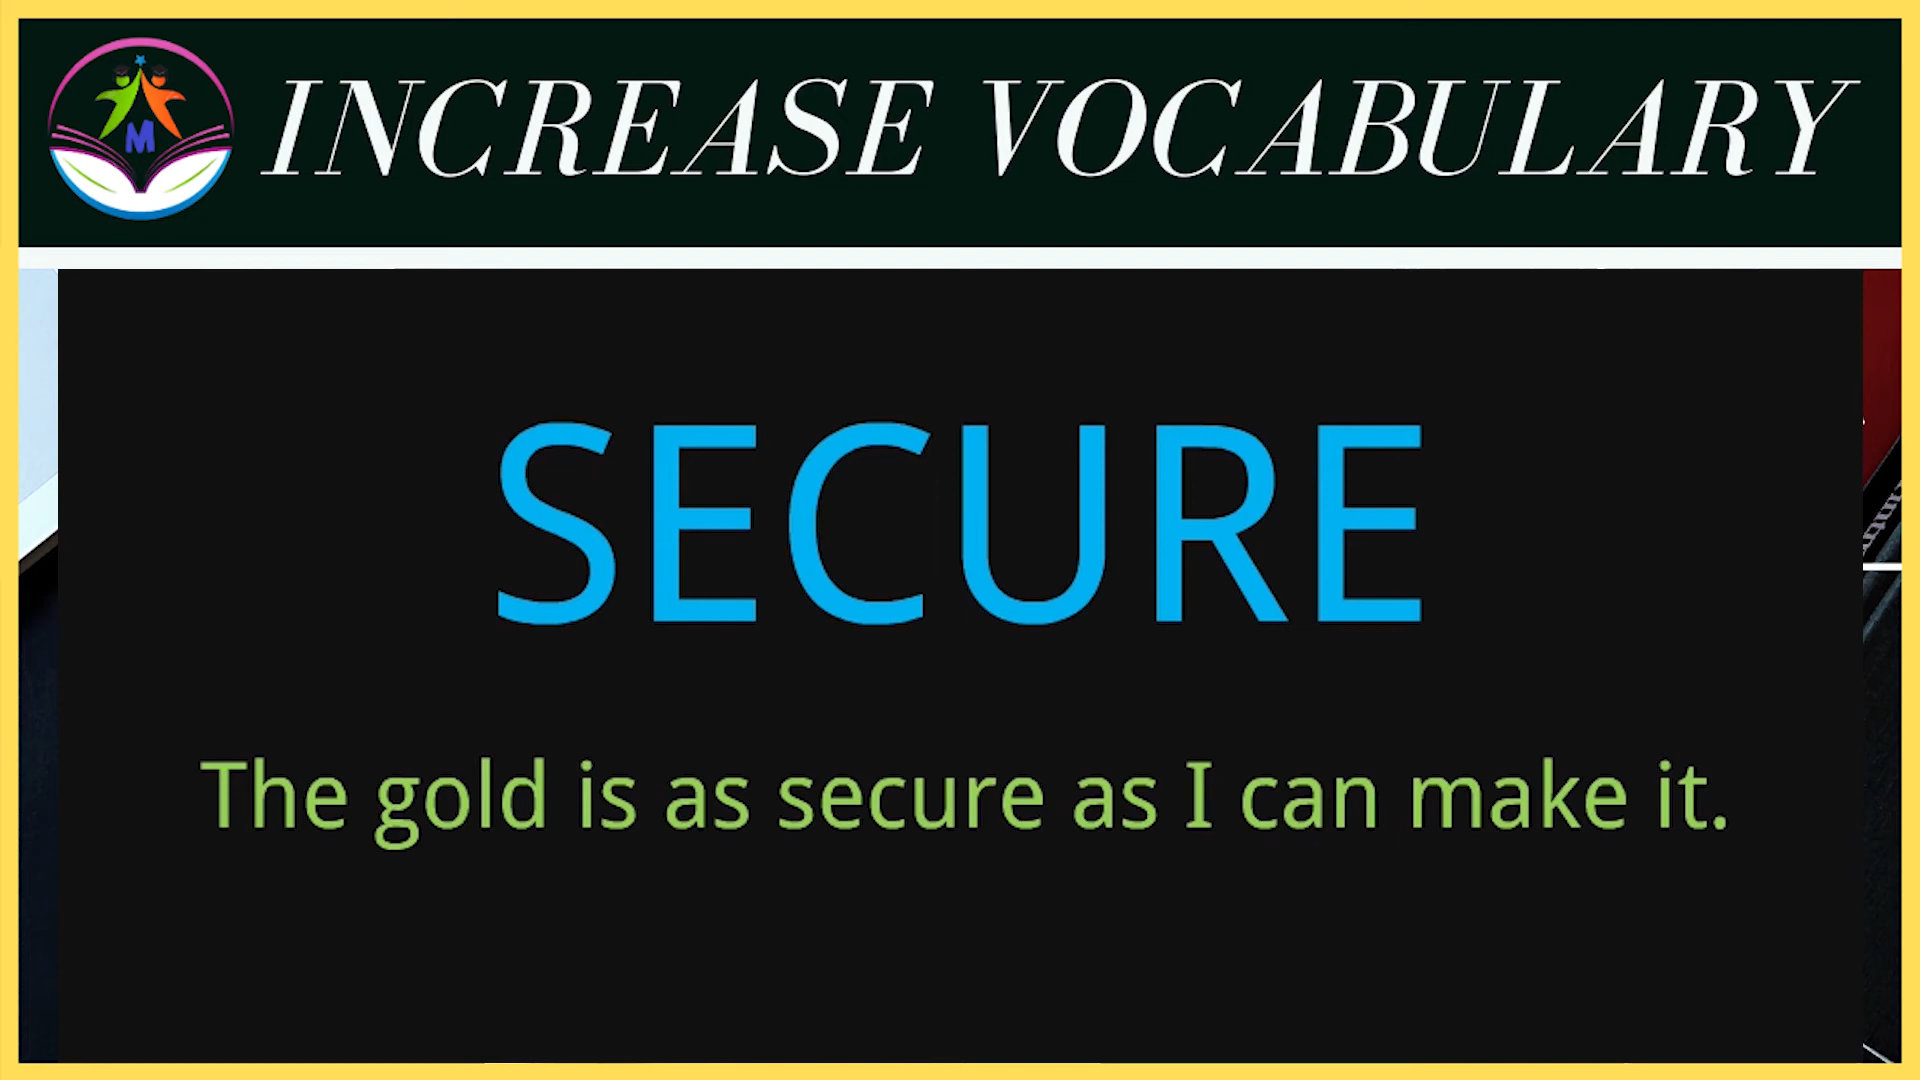 M
INCREASE VOCABULARY
SECURE
The gold is as secure as I can make it.